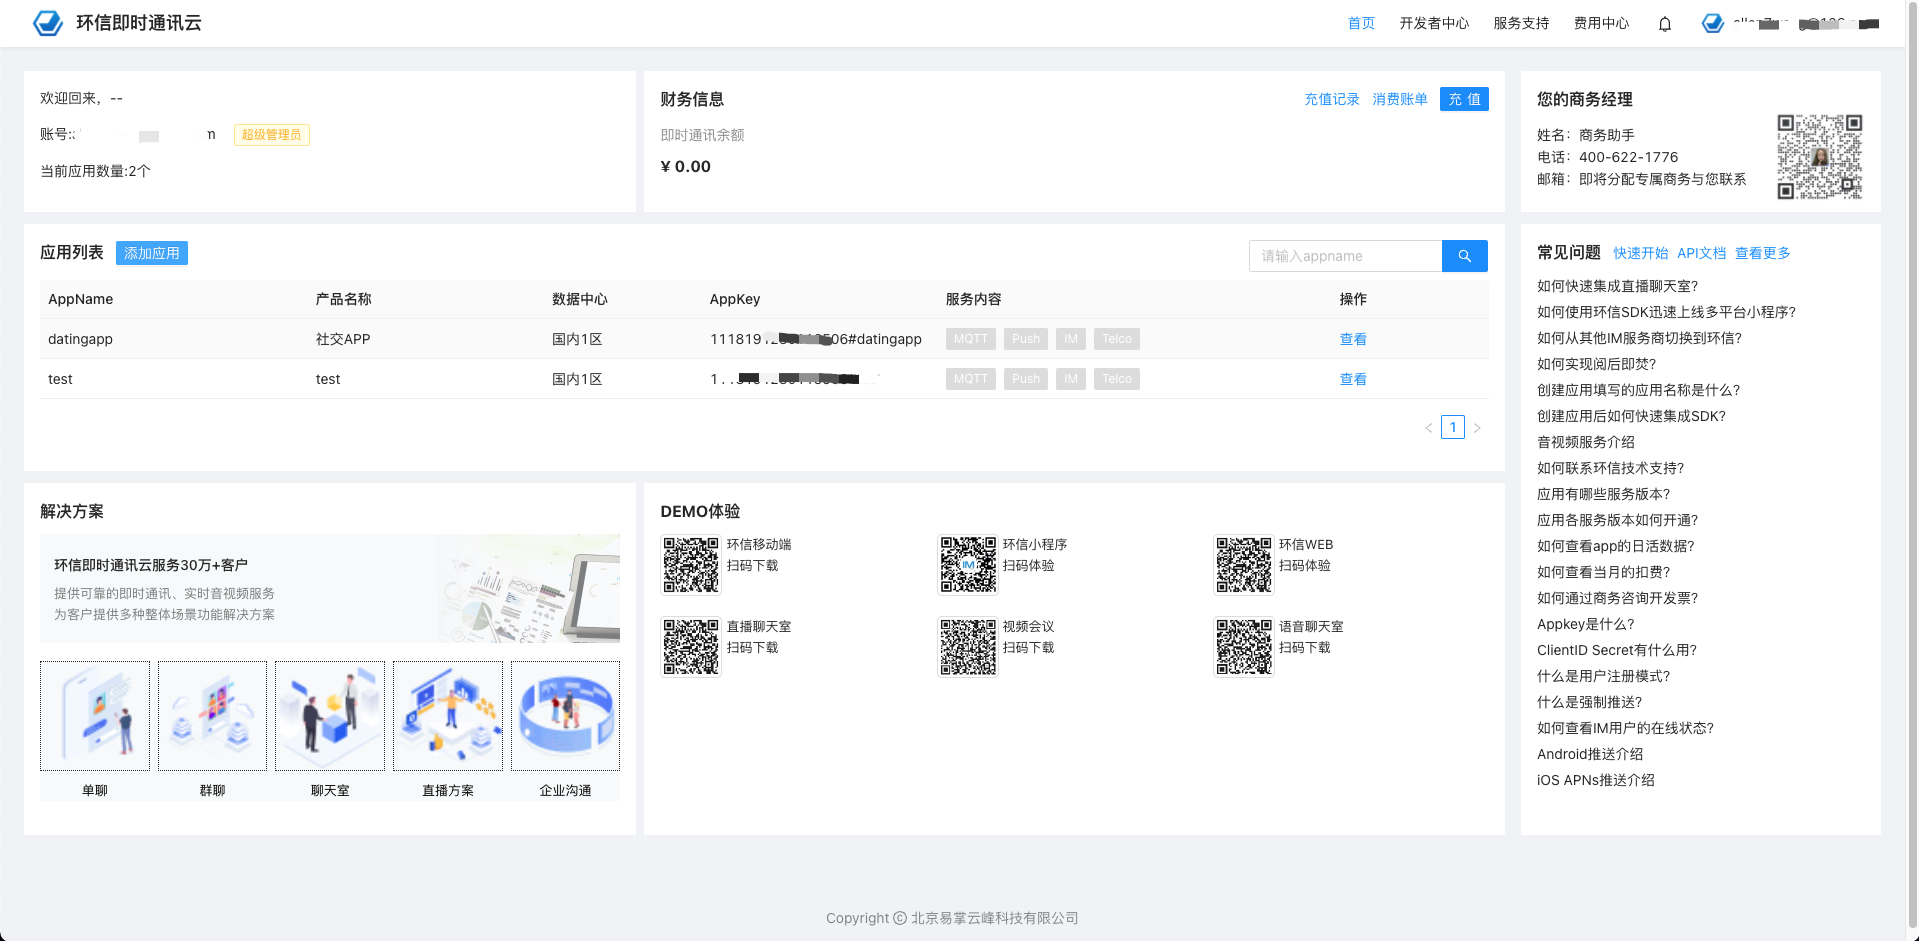 环信即时通讯云
首页 开发者中心 服务支持 费用中心
欢迎回来，--
账号: m 超级管理员
当前应用数量:2个
财务信息 充值记录 消费账单 充 值
即时通讯余额
¥ 0.00
您的商务经理
姓名：商务助手
电话：400-622-1776
邮箱：即将分配专属商务与您联系
应用列表 添加应用 请输入appname
AppName 产品名称 数据中心 AppKey 服务内容 操作
datingapp 社交APP 国内1区 111819 506#datingapp MQTT Push IM Telco 查看
test test 国内1区 MQTT Push IM Telco 查看
< 1 >
常见问题 快速开始 API文档 查看更多
如何快速集成直播聊天室?
如何使用环信SDK迅速上线多平台小程序?
如何从其他IM服务商切换到环信?
如何实现阅后即焚?
创建应用填写的应用名称是什么?
创建应用后如何快速集成SDK?
音视频服务介绍
如何联系环信技术支持?
应用有哪些服务版本?
应用各服务版本如何开通?
如何查看app的日活数据?
如何查看当月的扣费?
如何通过商务咨询开发票?
Appkey是什么?
ClientID Secret有什么用?
什么是用户注册模式?
什么是强制推送?
如何查看IM用户的在线状态?
Android推送介绍
iOS APNs推送介绍
解决方案
环信即时通讯云服务30万+客户
提供可靠的即时通讯、实时音视频服务
为客户提供多种整体场景功能解决方案
单聊 群聊 聊天室 直播方案 企业沟通
DEMO体验
环信移动端
扫码下载
环信小程序
扫码体验
IM
环信WEB
扫码体验
直播聊天室
扫码下载
视频会议
扫码下载
语音聊天室
扫码下载
Copyright © 北京易掌云峰科技有限公司